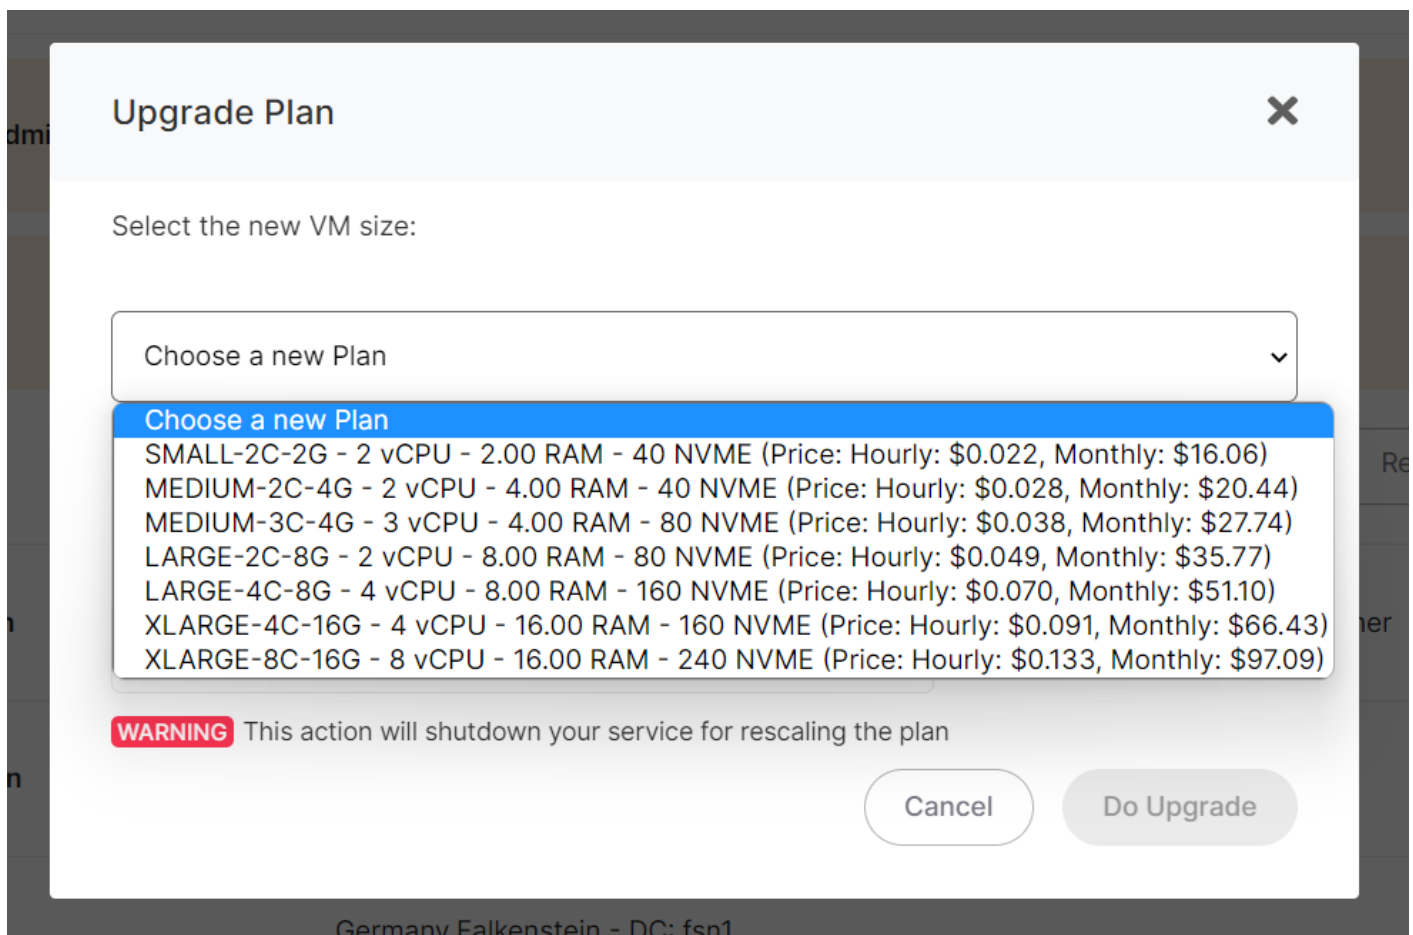 Upgrade Plan
dmi
Select the new VM size:
Choose a new Plan
Choose a new Plan
SMALL-2C-2G - 2 vCPU - 2.00 RAM - 40 NVME (Price: Hourly: $0.022, Monthly: $16.06)
Re
MEDIUM-2C-4G - 2 vCPU - 4.00 RAM - 40 NVME (Price: Hourly: $0.028, Monthly: $20.44)
MEDIUM-3C-4G - 3 vCPU - 4.00 RAM - 80 NVME (Price: Hourly: $0.038, Monthly: $27.74)
LARGE-2C-8G - 2 vCPU - 8.00 RAM - 80 NVME (Price: Hourly: $0.049, Monthly: $35.77)
LARGE-4C-8G - 4 vCPU - 8.00 RAM - 160 NVME (Price: Hourly: $0.070, Monthly: $51.10)
XLARGE-4C-16G - 4 vCPU - 16.00 RAM - 160 NVME (Price: Hourly: $0.091, Monthly: $66.43)
XLARGE-8C-16G - 8 vCPU - 16.00 RAM - 240 NVME (Price: Hourly: $0.133, Monthly: $97.09)
WARNING This action will shutdown your service for rescaling the plan
n
Cancel Do Upgrade
Germany Falkenstein - DC: fsn1